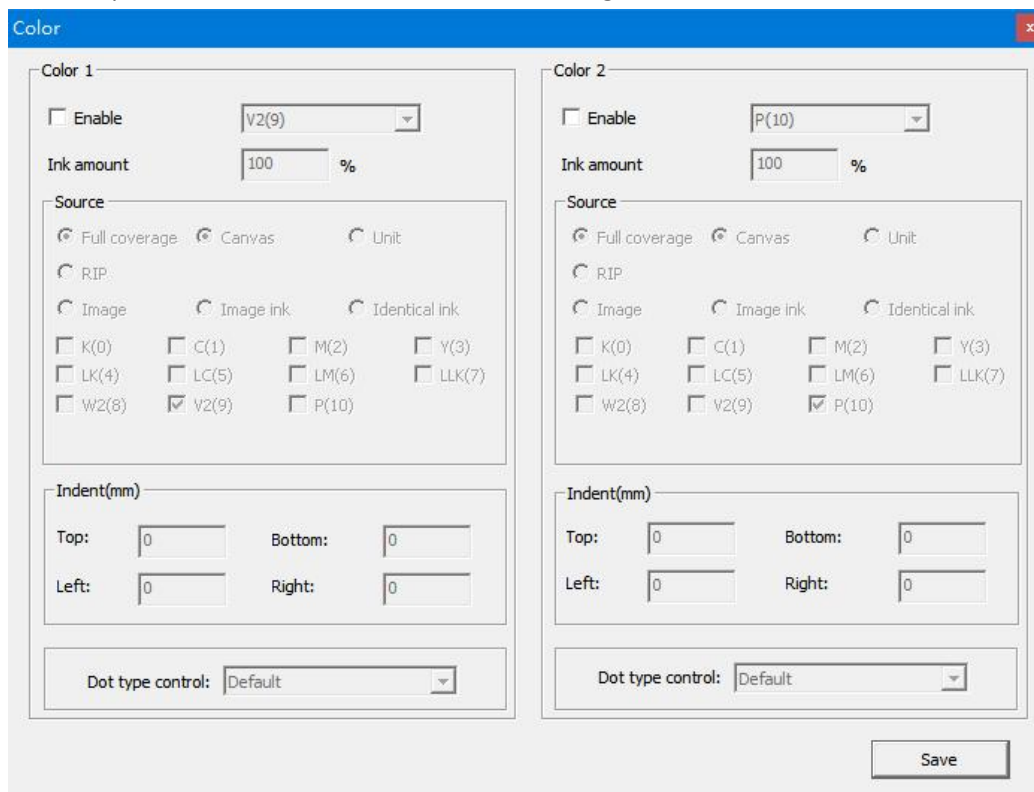 Color
Color 1
Enable V2(9)
Ink amount 100 %
Source
Full coverage Canvas Unit
RIP
Image Image ink Identical ink
K(0) C(1) M(2) Y(3)
LK(4) LC(5) LM(6) LLK(7)
W2(8) V2(9) P(10)
Indent(mm)
Top: 0 Bottom: 0
Left: 0 Right: 0
Dot type control: Default
Color 2
Enable P(10)
Ink amount 100 %
Source
Full coverage Canvas Unit
RIP
Image Image ink Identical ink
K(0) C(1) M(2) Y(3)
LK(4) LC(5) LM(6) LLK(7)
W2(8) V2(9) P(10)
Indent(mm)
Top: 0 Bottom: 0
Left: 0 Right: 0
Dot type control: Default
Save